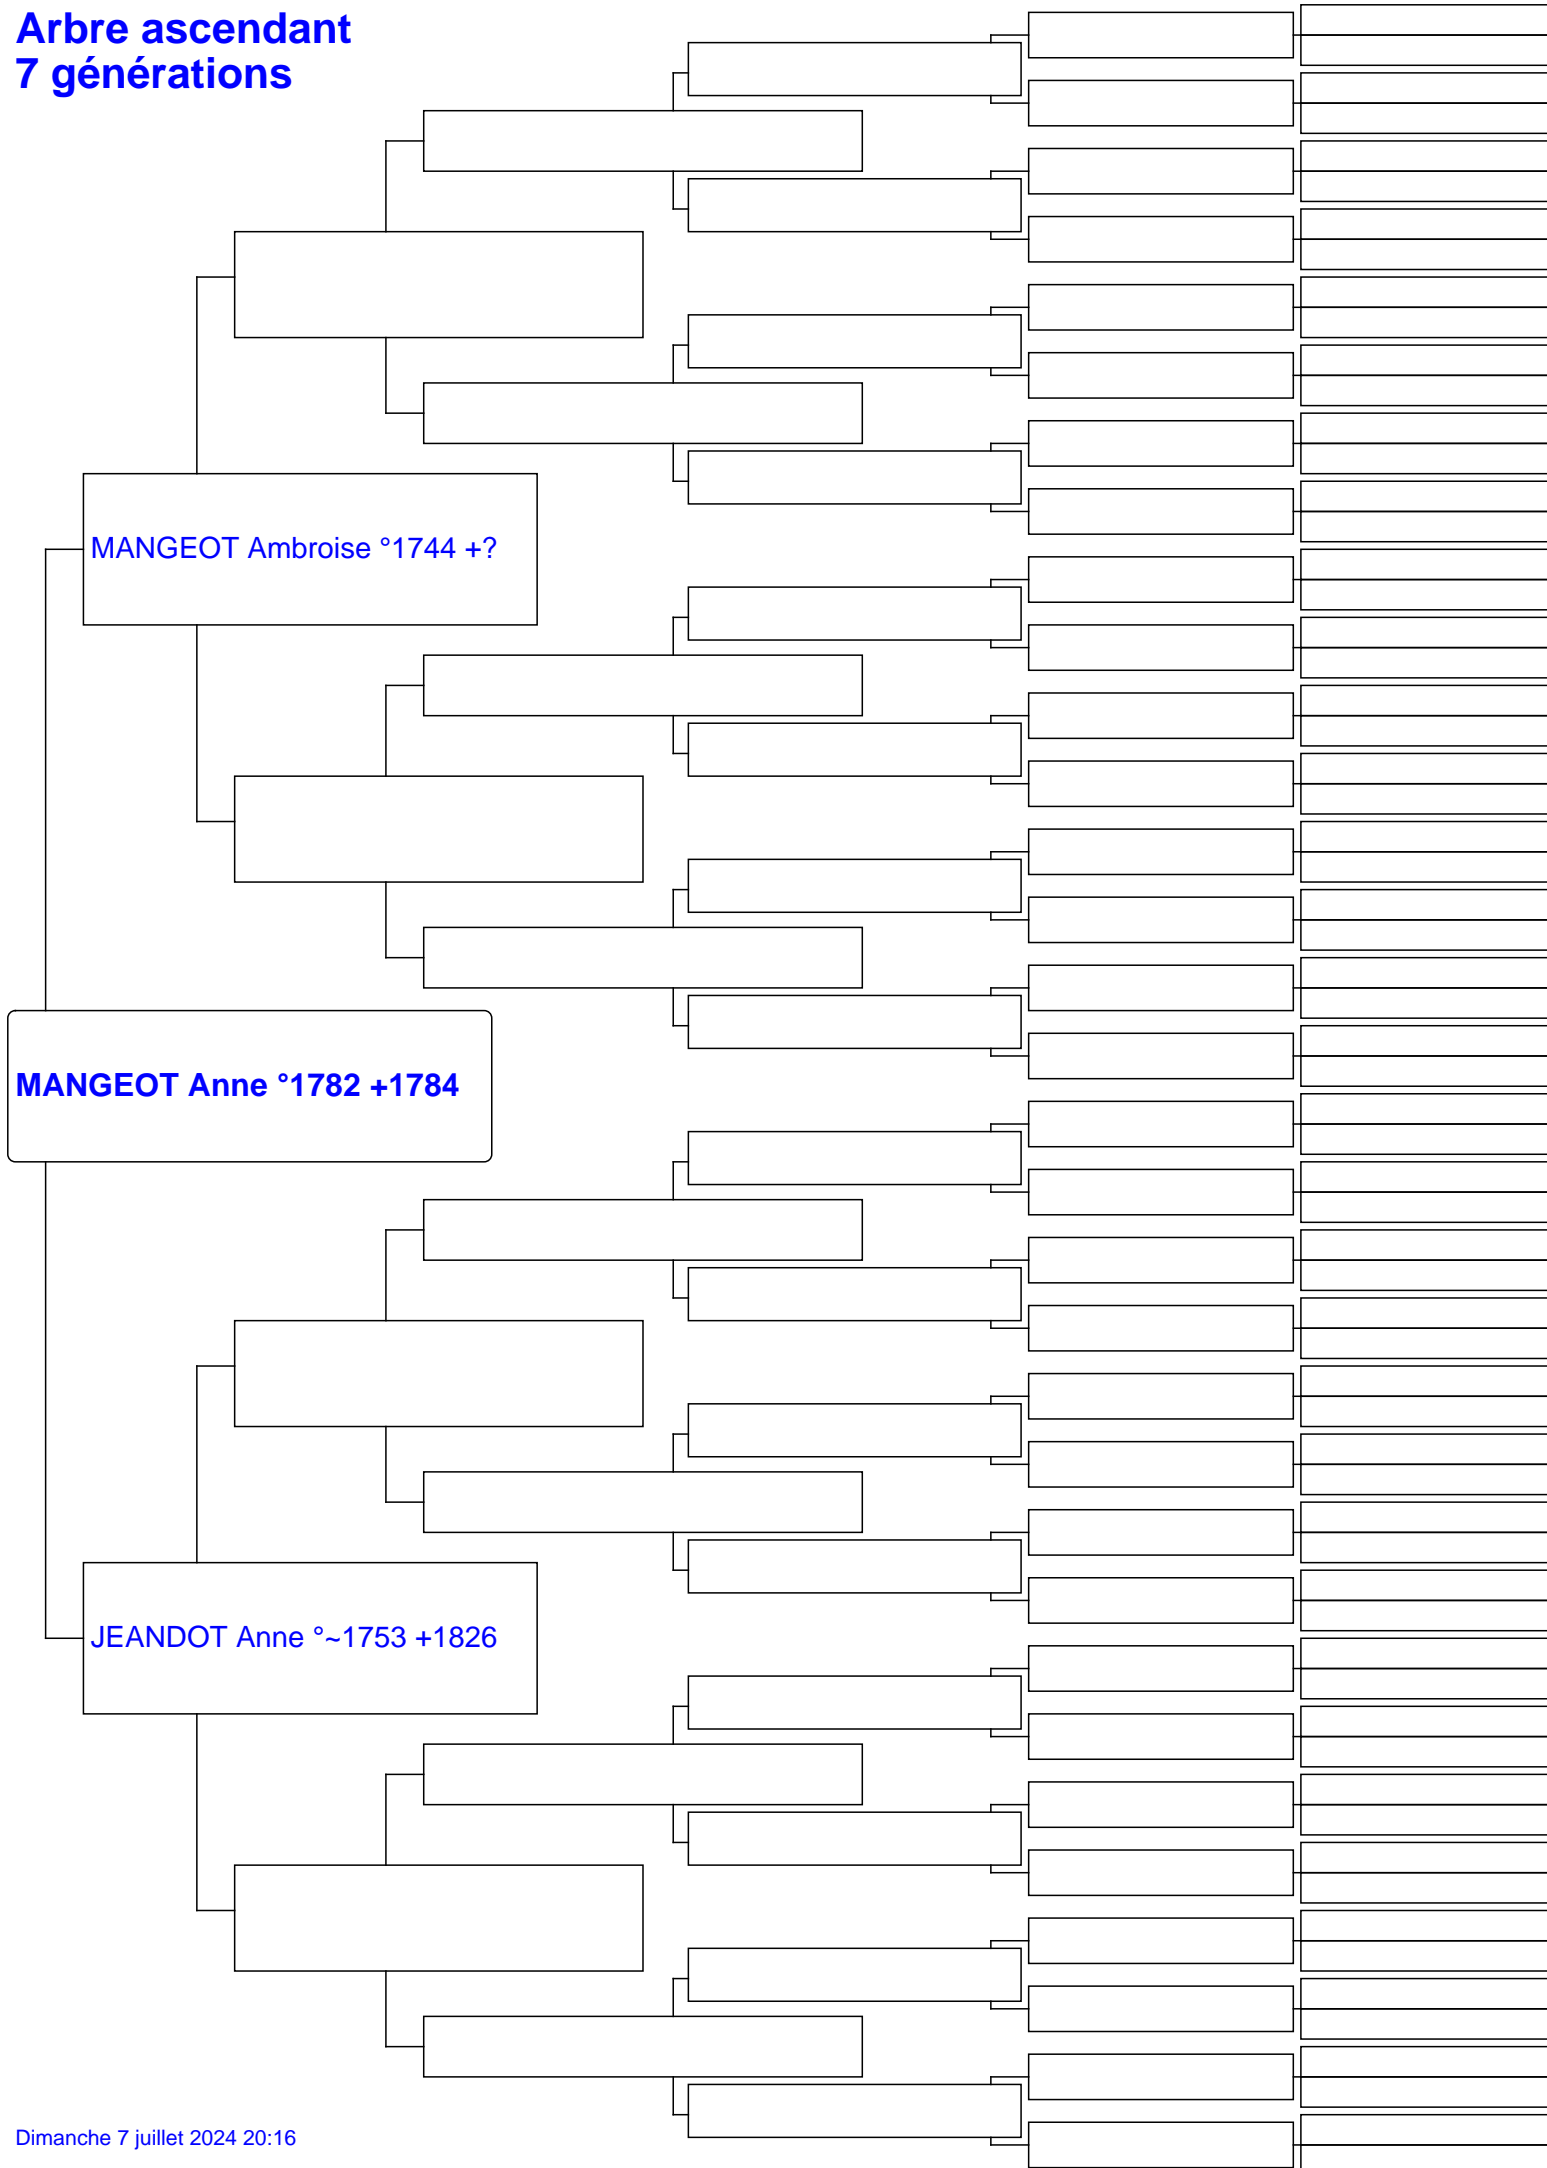 Arbre ascendant
7 générations
MANGEOT Ambroise °1744 +?
MANGEOT Anne °1782 +1784
JEANDOT Anne °~1753 +1826
Dimanche 7 juillet 2024 20:16